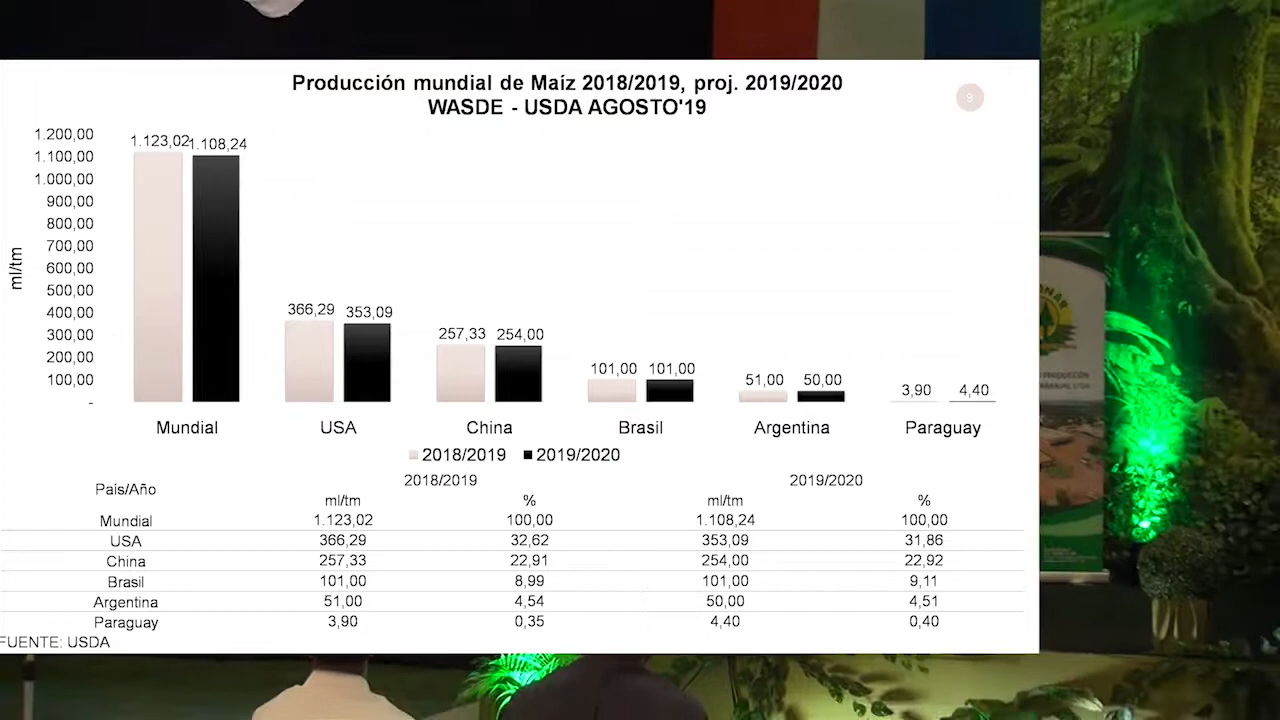 Producción mundial de Maíz 2018/2019, proj. 2019/2020
WASDE - USDA AGOSTO'19
9
ml/tm
1.200,00
1.100,00
1.000,00
900,00
800,00
700,00
600,00
500,00
400,00
300,00
200,00
100,00
-
1.123,02 1.108,24
366,29 353,09
257,33 254,00
101,00 101,00
51,00 50,00
3,90 4,40
Mundial USA China Brasil Argentina Paraguay
2018/2019 2019/2020
País/Año 2018/2019 2019/2020
ml/tm % ml/tm %
Mundial 1.123,02 100,00 1.108,24 100,00
USA 366,29 32,62 353,09 31,86
China 257,33 22,91 254,00 22,92
Brasil 101,00 8,99 101,00 9,11
Argentina 51,00 4,54 50,00 4,51
Paraguay 3,90 0,35 4,40 0,40
FUENTE: USDA
PRODUCCIÓN